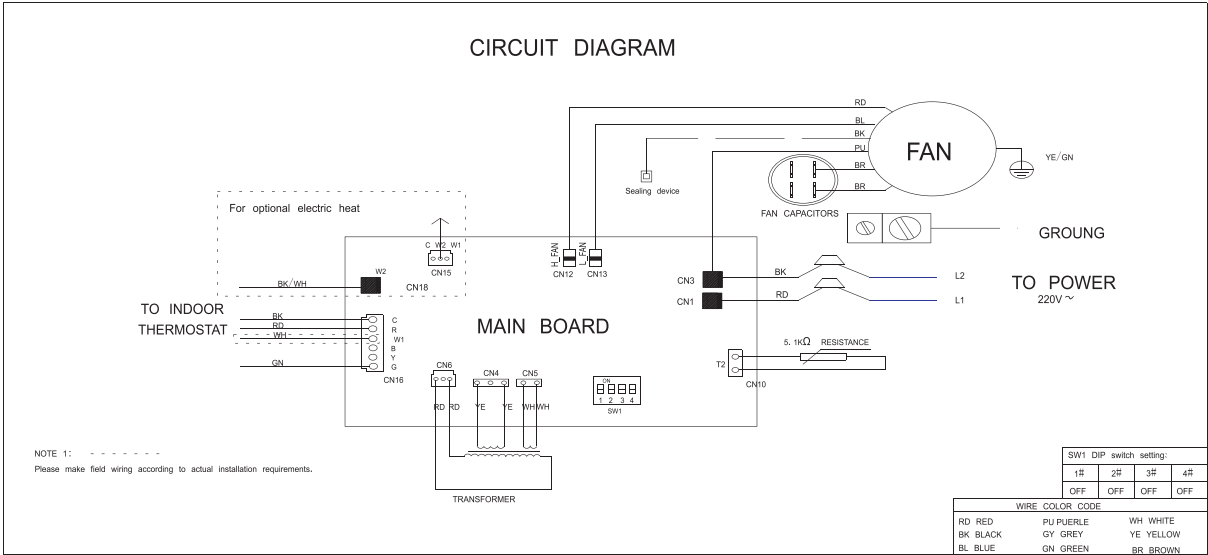 CIRCUIT DIAGRAM
RD
BL
BK
PU
BR
BR
FAN
YE/GN
Sealing device
FAN CAPACITORS
For optional electric heat
GROUNG
C W2 W1
CN15
H_FAN
L_FAN
CN12
CN13
W2
CN18
BK/WH
CN3
CN1
BK
RD
L2
L1
TO POWER
220V ～
TO INDOOR
THERMOSTAT
BK
RD
WH
GN
C
R
W1
B
Y
G
CN16
MAIN BOARD
5.1KΩ RESISTANCE
T2
CN10
CN6
CN4
CN5
RD RD
YE
YE
WH WH
ON
1 2 3 4
SW1
TRANSFORMER
NOTE 1: - - - - - - -
Please make field wiring according to actual installation requirements.
SW1 DIP switch setting:
1# 2# 3# 4#
OFF OFF OFF OFF
WIRE COLOR CODE
RD RED PU PUERLE WH WHITE
BK BLACK GY GREY YE YELLOW
BL BLUE GN GREEN BR BROWN